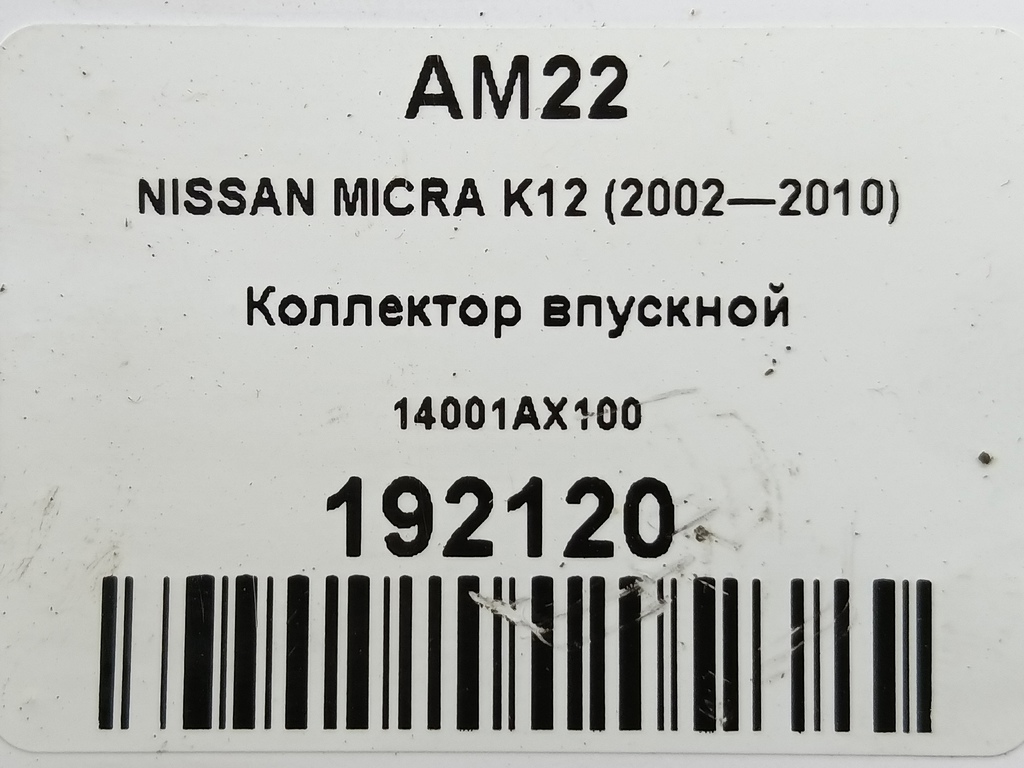 AM22
NISSAN MICRA K12 (2002—2010)
Коллектор впускной
14001AX100
192120